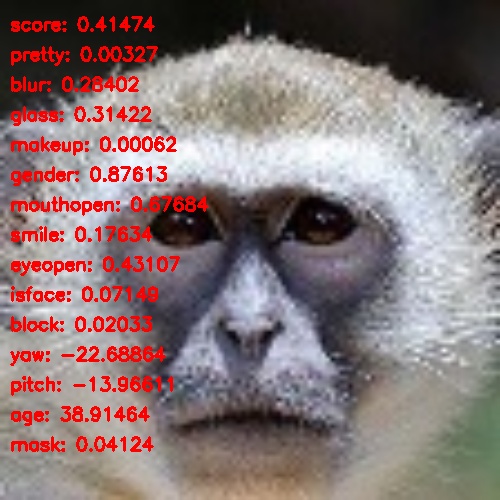 score: 0.41474
pretty: 0.00327
blur: 0.28402
glass: 0.31422
makeup: 0.00062
gender: 0.87613
mouthopen: 0.67684
smile: 0.17634
eyeopen: 0.43107
isface: 0.07149
block: 0.02033
yaw: -22.68864
pitch: -13.96611
age: 38.91464
mask: 0.04124